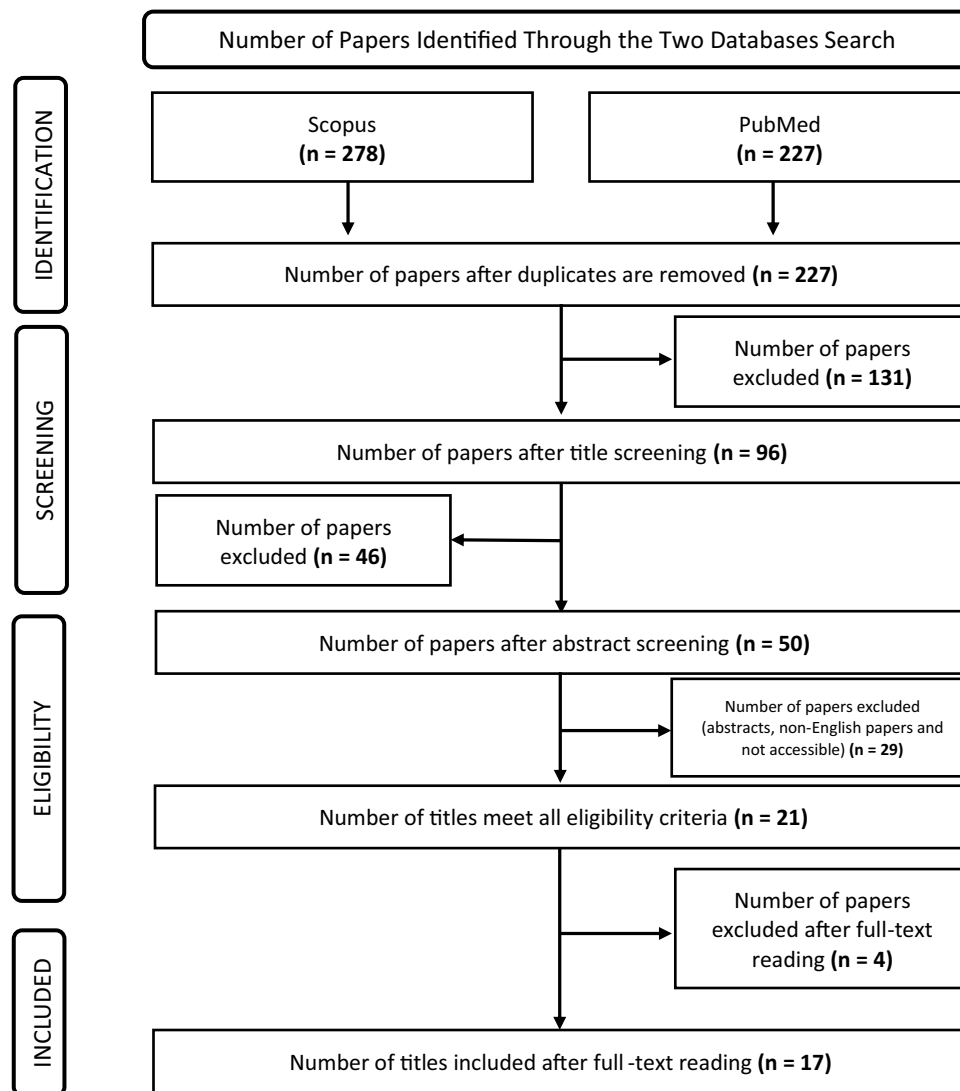 Number of Papers Identified Through the Two Databases Search
IDENTIFICATION
Scopus
(n = 278)
PubMed
(n = 227)
Number of papers after duplicates are removed (n = 227)
SCREENING
Number of papers
excluded (n = 131)
Number of papers after title screening (n = 96)
Number of papers
excluded (n = 46)
ELIGIBILITY
Number of papers after abstract screening (n = 50)
Number of papers excluded
(abstracts, non-English papers and
not accessible) (n = 29)
Number of titles meet all eligibility criteria (n = 21)
Number of papers
excluded after full-text
reading (n = 4)
INCLUDED
Number of titles included after full -text reading (n = 17)